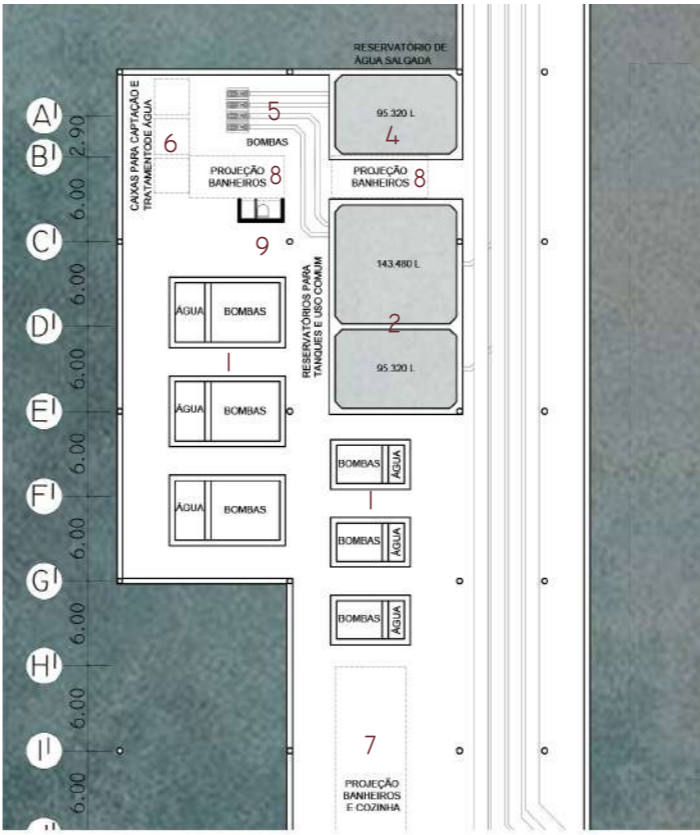 RESERVATÓRIO DE
ÁGUA SALGADA
A'
2.90
B'
6.00
C'
6.00
D'
6.00
E'
6.00
F'
6.00
G'
6.00
H'
6.00
I'
6.00
CAIXAS PARA CAPTAÇÃO E
TRATAMENTODE ÁGUA
6
5
BOMBAS
95.320 L
4
PROJEÇÃO
BANHEIROS
8
PROJEÇÃO
BANHEIROS
8
9
RESERVATÓRIOS PARA
TANQUES E USO COMUM
143.480 L
2
95.320 L
ÁGUA
BOMBAS
1
ÁGUA
BOMBAS
ÁGUA
BOMBAS
BOMBAS
ÁGUA
1
BOMBAS
ÁGUA
BOMBAS
ÁGUA
7
PROJEÇÃO
BANHEIROS
E COZINHA